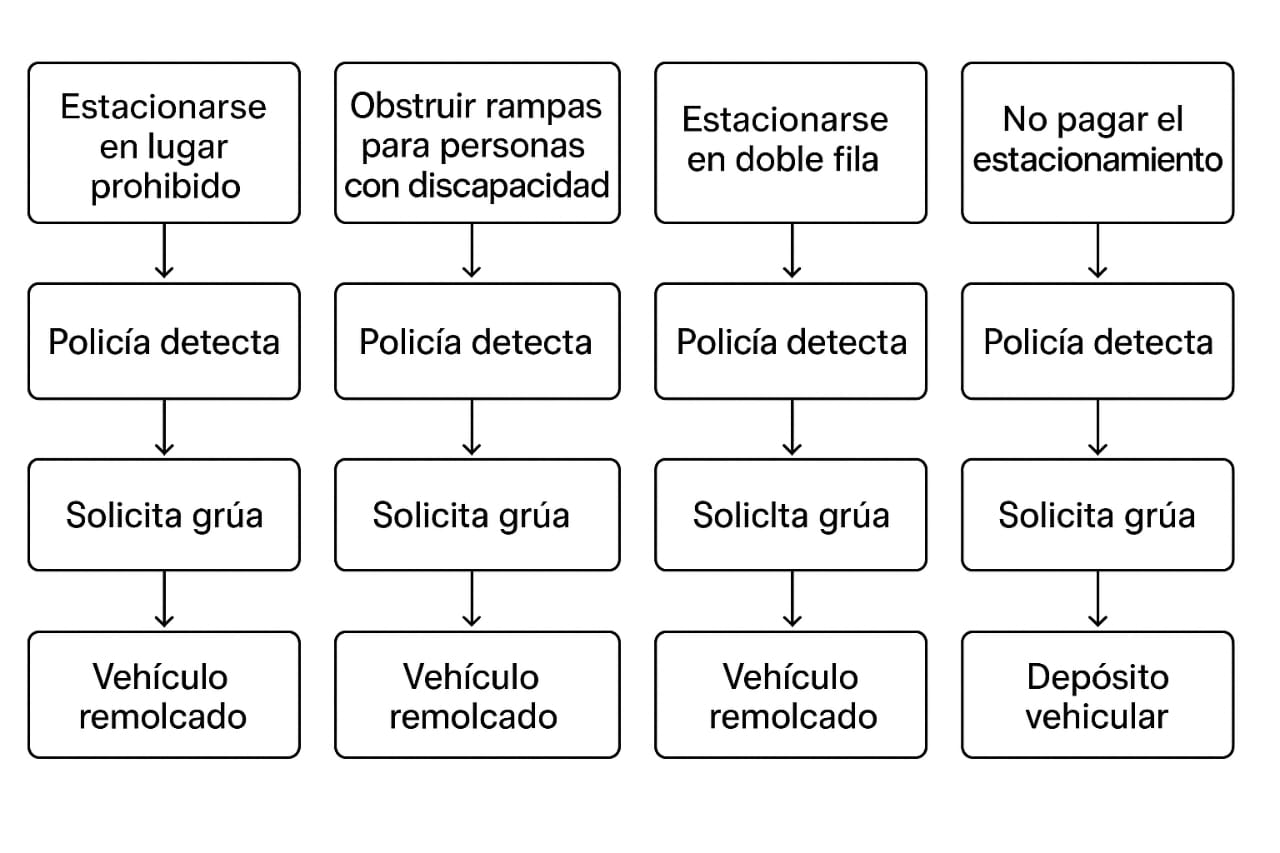 Estacionarse
en lugar
prohibido
Obstruir rampas
para personas
con discapacidad
Estacionarse
en doble fila
No pagar el
estacionamiento
Policía detecta
Policía detecta
Policía detecta
Policía detecta
Solicita grúa
Solicita grúa
Soliclta grúa
Solicita grúa
Vehículo
remolcado
Vehículo
remolcado
Vehículo
remolcado
Depósito
vehicular